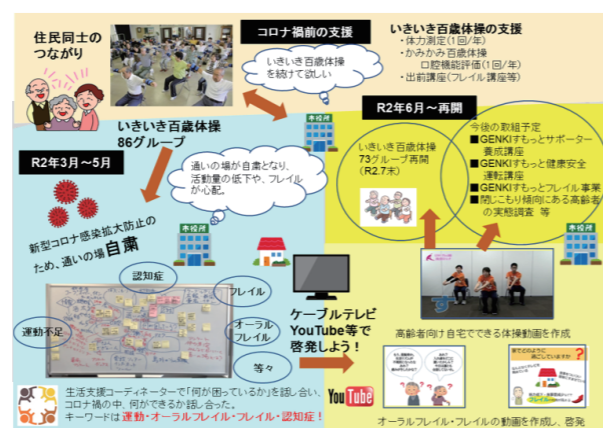 住民同士の
つながり
コロナ禍前の支援
いきいき百歳体操
を続けて欲しい
いきいき百歳体操の支援
・体力測定(1回/年)
・かみかみ百歳体操
口腔機能評価(1回/年)
・出前講座(フレイル講座等)
市役所
いきいき百歳体操
86グループ
R2年3月～5月
通いの場が自粛となり、
活動量の低下や、フレイル
が心配。
新型コロナ感染拡大防止の
ため、通いの場自粛
市役所
R2年6月～再開
いきいき百歳体操
73グループ再開
(R2.7末)
今後の取組予定
■GENKIすもっとサポーター
養成講座
■GENKIすもっと健康安全
運転講座
■GENKIすもっとフレイル事業
■閉じこもり傾向にある高齢者
の実態調査 等
市役所
認知症
フレイル
運動不足
オーラル
フレイル
等々
ケーブルテレビ
YouTube等で
啓発しよう！
す
高齢者向け自宅でできる体操動画を作成
生活支援コーディネーターで「何が困っているか」を話し合い、
コロナ禍の中、何ができるか話し合った。
キーワードは運動・オーラルフレイル・フレイル・認知症！
YouTube
オーラルフレイル・フレイルの動画を作成し、啓発